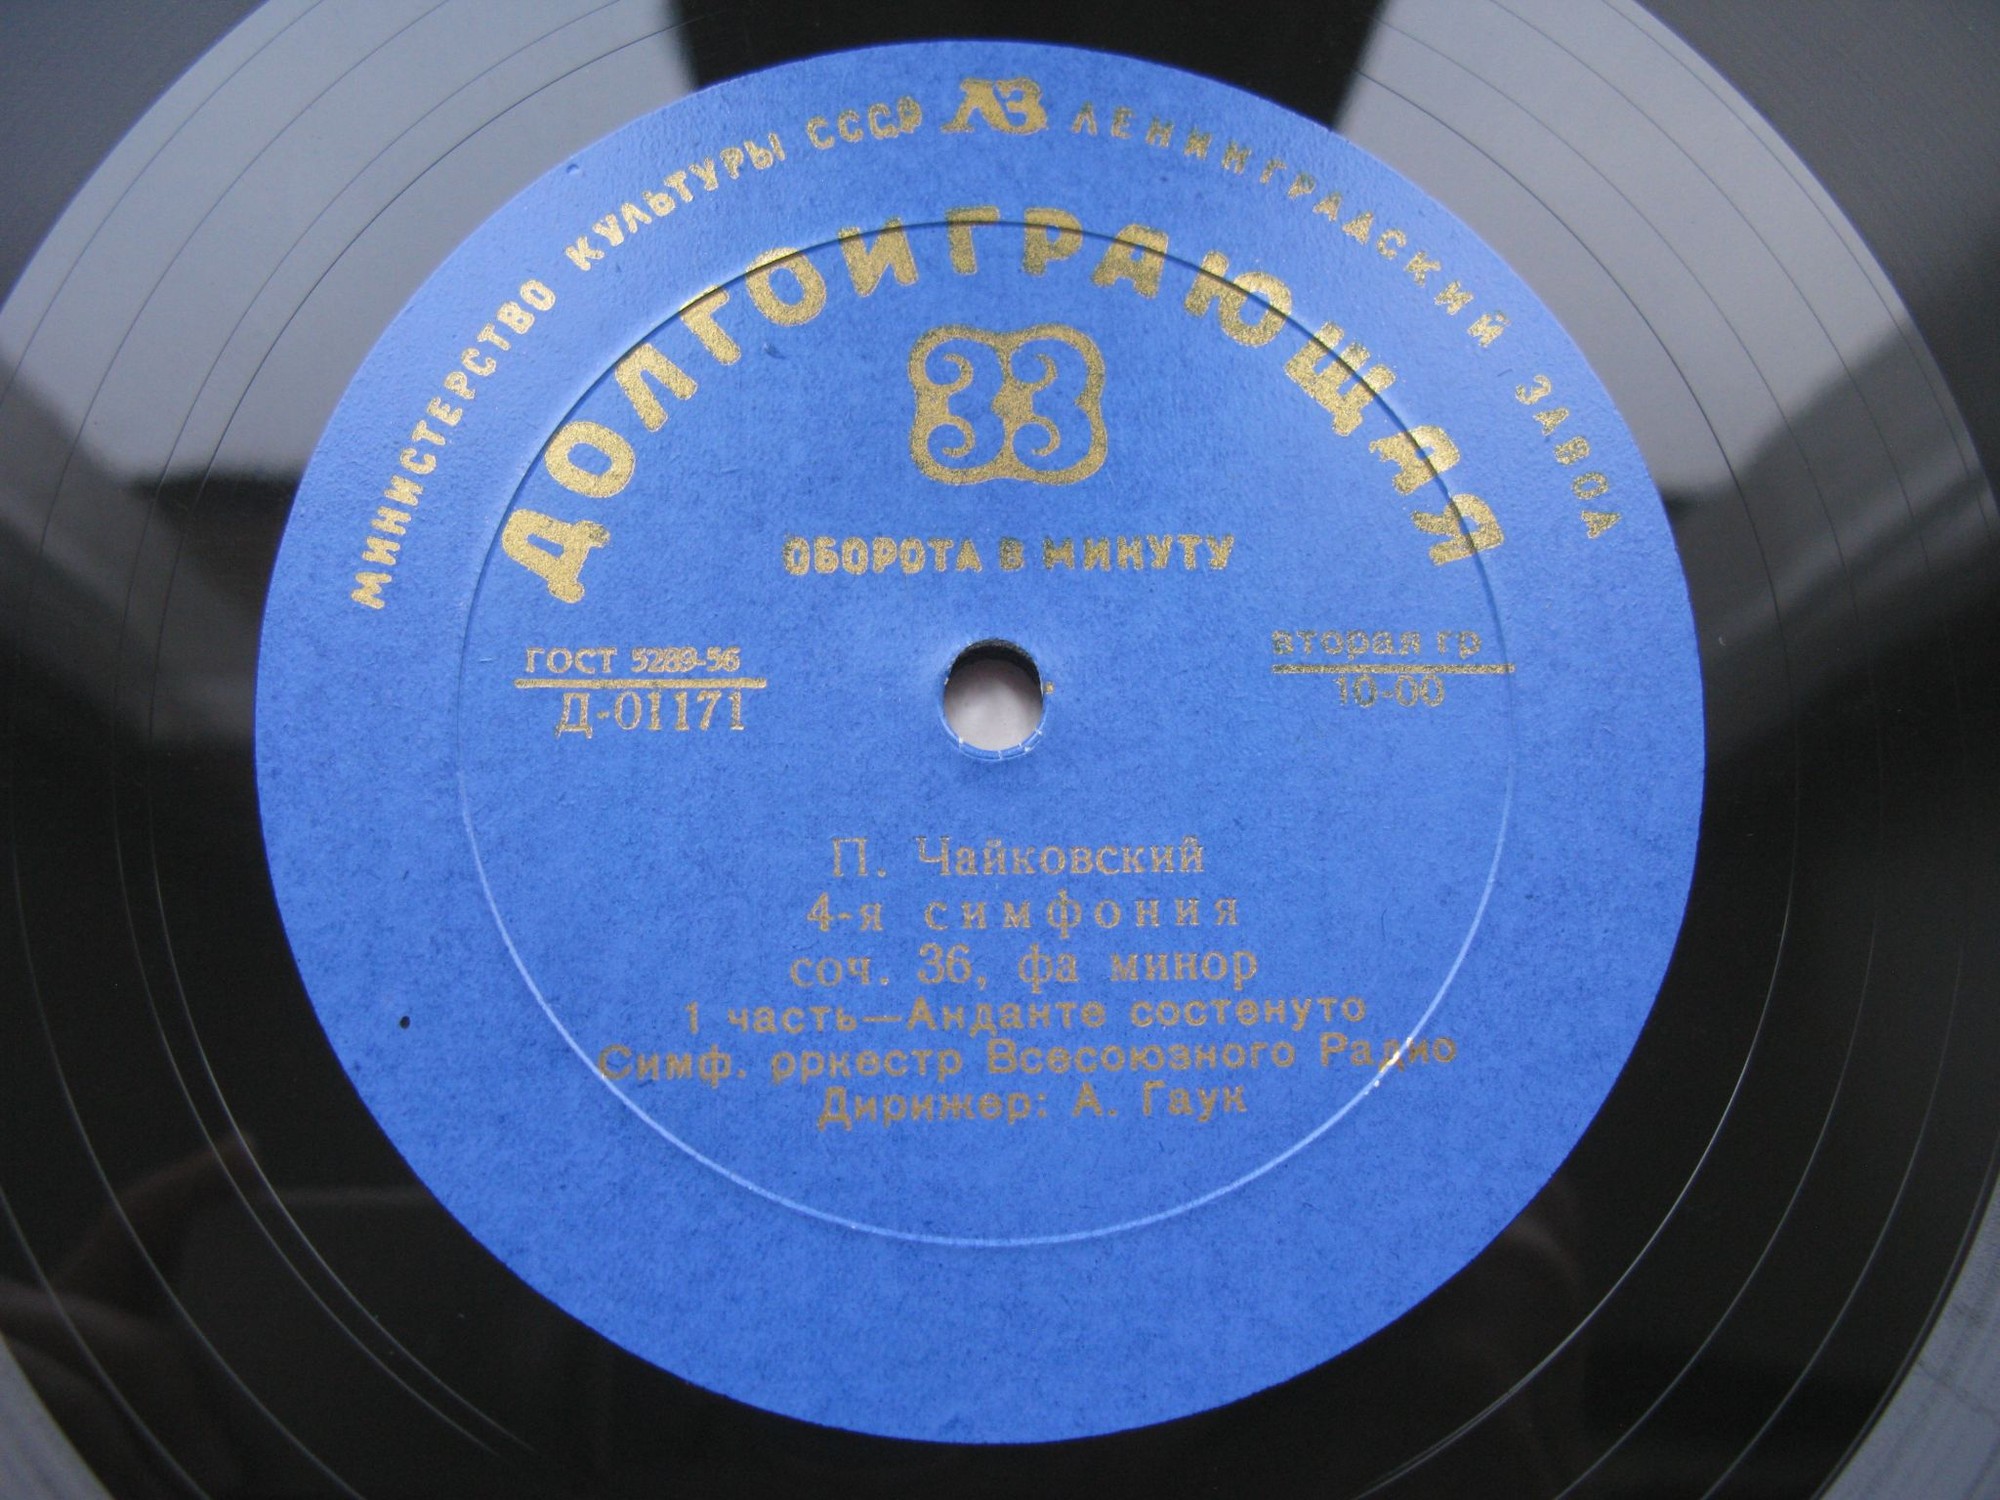 МИНИСТЕРСТВО КУЛЬТУРЫ СССР ЛЗ ЛЕНИНГРАДСКИЙ ЗАВОД
ДОЛГОИГРАЮЩАЯ
33
ОБОРОТА В МИНУТУ
ГОСТ 5289-56
Д-01171
вторая гр
10-00
П. Чайковский
4-я симфония
соч. 36, фа минор
1 часть—Анданте состенуто
Симф. оркестр Всесоюзного Радио
Дирижер: А. Гаук